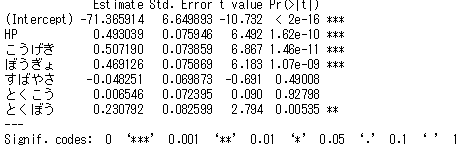 Estimate Std. Error t value Pr(>|t|)
(Intercept) -71.365914 6.649893 -10.732 < 2e-16 ***
HP 0.493039 0.075946 6.492 1.62e-10 ***
こうげき 0.507190 0.073859 6.867 1.46e-11 ***
ぼうぎょ 0.469126 0.075869 6.183 1.07e-09 ***
すばやさ -0.048251 0.069873 -0.691 0.49008
とくこう 0.006546 0.072395 0.090 0.92798
とくぼう 0.230792 0.082599 2.794 0.00535 **
---
Signif. codes: 0 ‘***’ 0.001 ‘**’ 0.01 ‘*’ 0.05 ‘.’ 0.1 ‘ ’ 1